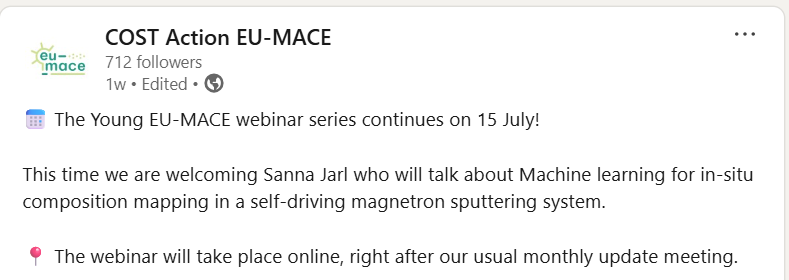 eu-
mace
COST Action EU-MACE
712 followers
1w • Edited •
The Young EU-MACE webinar series continues on 15 July!
This time we are welcoming Sanna Jarl who will talk about Machine learning for in-situ
composition mapping in a self-driving magnetron sputtering system.
The webinar will take place online, right after our usual monthly update meeting.